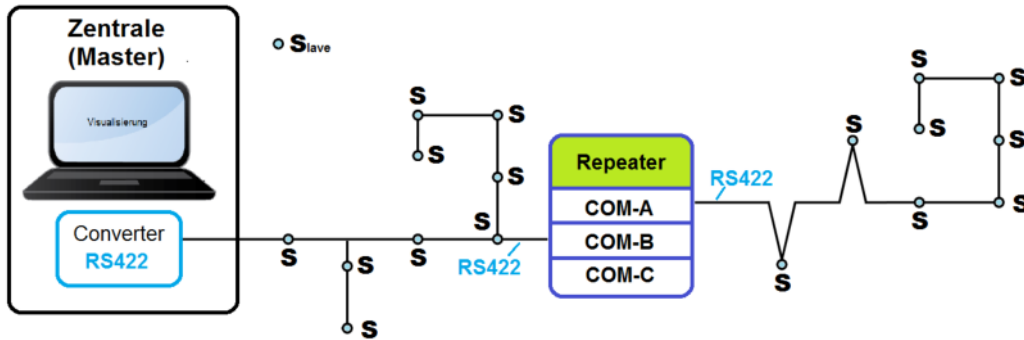 Zentrale
(Master)
Visualisierung
Converter
RS422
Slave
S
S
S
S
S
S
S
S
S
RS422
Repeater
COM-A
COM-B
COM-C
RS422
S
S
S
S
S
S
S
S